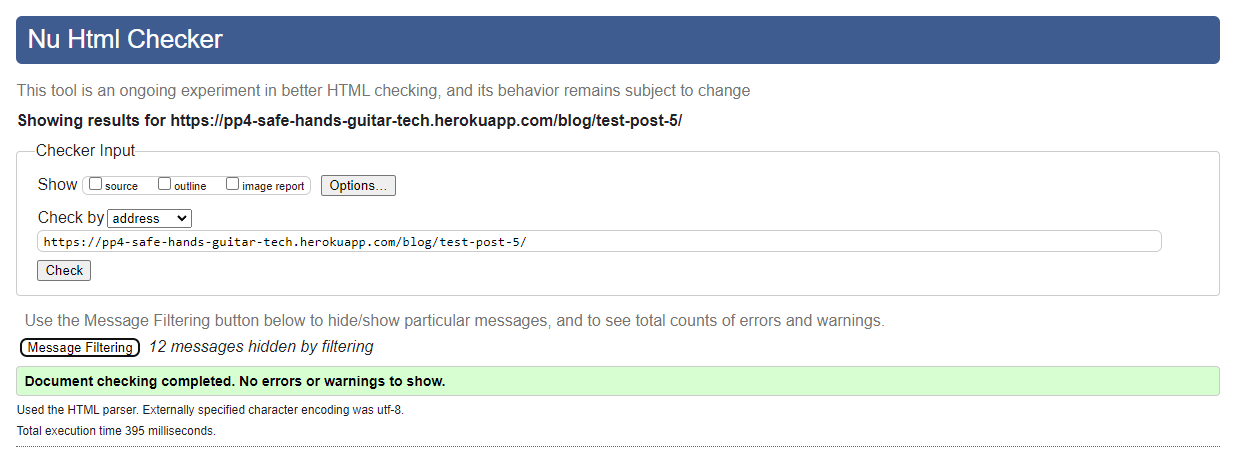 Nu Html Checker
This tool is an ongoing experiment in better HTML checking, and its behavior remains subject to change
Showing results for https://pp4-safe-hands-guitar-tech.herokuapp.com/blog/test-post-5/
Checker Input
Show source outline image report Options...
Check by address
https://pp4-safe-hands-guitar-tech.herokuapp.com/blog/test-post-5/
Check
Use the Message Filtering button below to hide/show particular messages, and to see total counts of errors and warnings.
Message Filtering 12 messages hidden by filtering
Document checking completed. No errors or warnings to show.
Used the HTML parser. Externally specified character encoding was utf-8.
Total execution time 395 milliseconds.